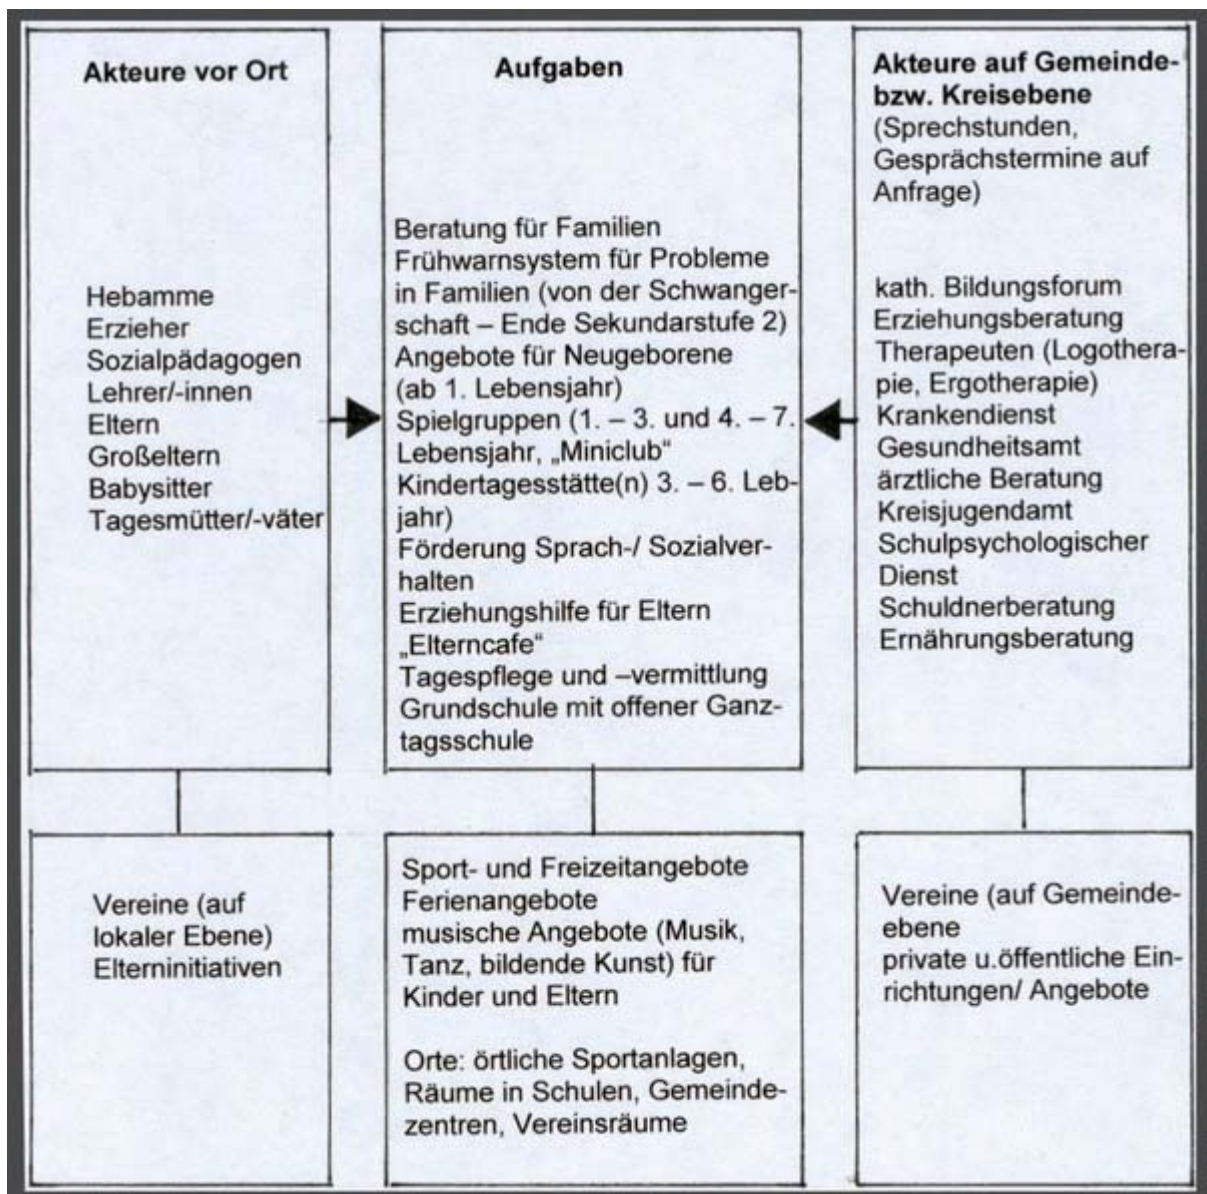 Akteure vor Ort
Hebamme
Erzieher
Sozialpädagogen
Lehrer/-innen
Eltern
Großeltern
Babysitter
Tagesmütter/-väter
Aufgaben
Beratung für Familien
Frühwarnsystem für Probleme
in Familien (von der Schwanger-
schaft – Ende Sekundarstufe 2)
Angebote für Neugeborene
(ab 1. Lebensjahr)
Spielgruppen (1. – 3. und 4. – 7.
Lebensjahr, „Miniclub“
Kindertagesstätte(n) 3. – 6. Leb-
jahr)
Förderung Sprach-/ Sozialver-
halten
Erziehungshilfe für Eltern
„Elterncafe“
Tagespflege und –vermittlung
Grundschule mit offener Ganz-
tagsschule
Akteure auf Gemeinde-
bzw. Kreisebene
(Sprechstunden,
Gesprächstermine auf
Anfrage)
kath. Bildungsforum
Erziehungsberatung
Therapeuten (Logothera-
pie, Ergotherapie)
Krankendienst
Gesundheitsamt
ärztliche Beratung
Kreisjugendamt
Schulpsychologischer
Dienst
Schuldnerberatung
Ernährungsberatung
Vereine (auf
lokaler Ebene)
Elterninitiativen
Sport- und Freizeitangebote
Ferienangebote
musische Angebote (Musik,
Tanz, bildende Kunst) für
Kinder und Eltern
Orte: örtliche Sportanlagen,
Räume in Schulen, Gemeinde-
zentren, Vereinsräume
Vereine (auf Gemeinde-
ebene
private u.öffentliche Ein-
richtungen/ Angebote